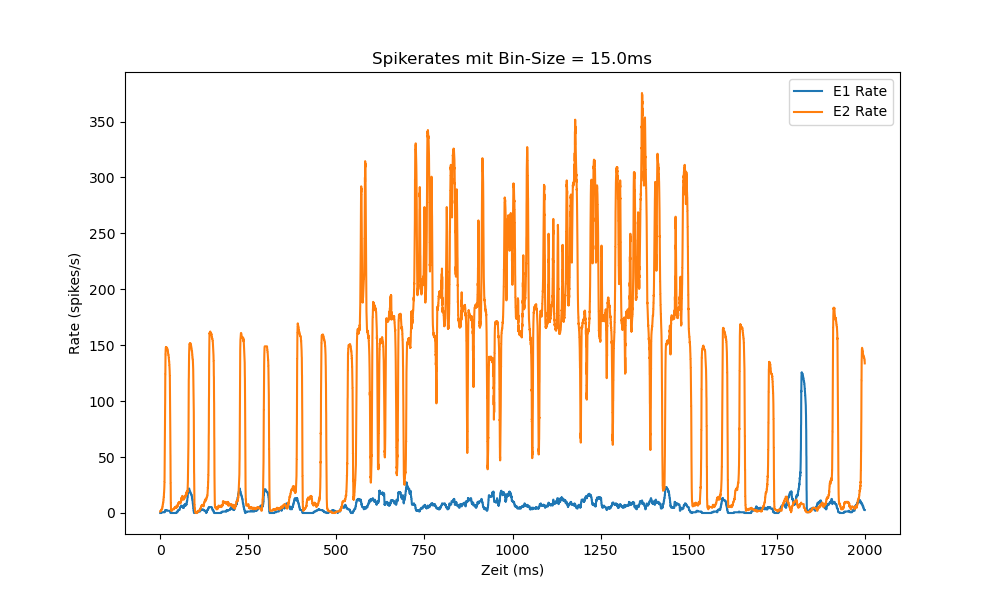 Spikerates mit Bin-Size = 15.0ms
E1 Rate
E2 Rate
Rate (spikes/s)
350
300
250
200
150
100
50
0
0 250 500 750 1000 1250 1500 1750 2000
Zeit (ms)